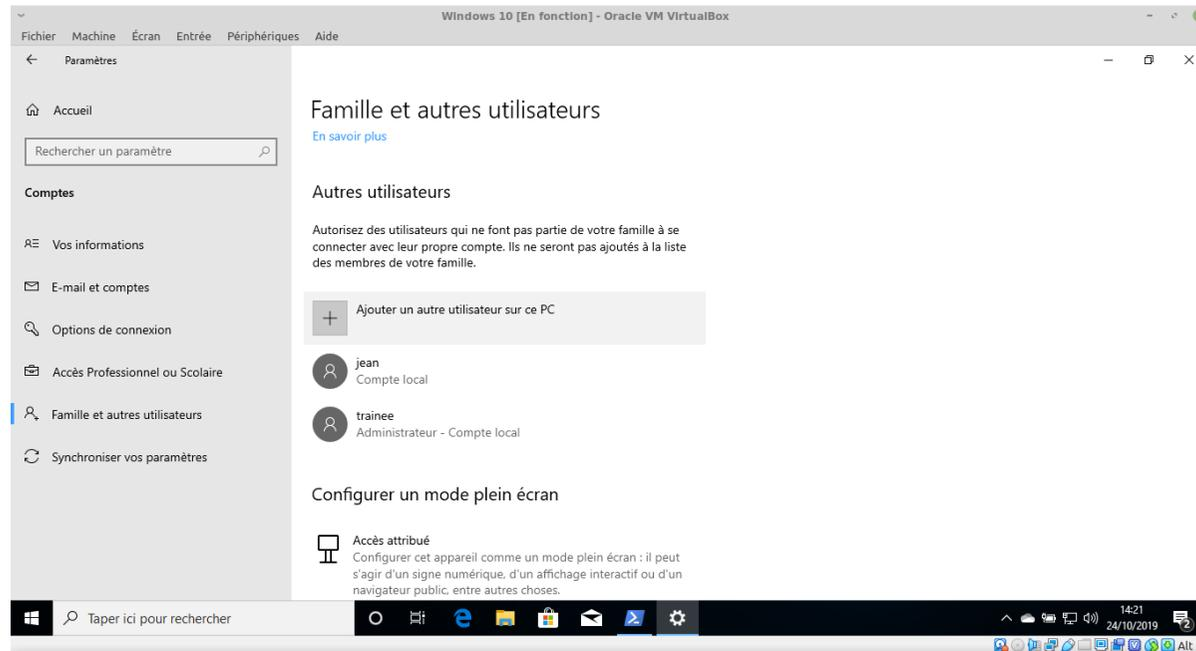 Windows 10 [En fonction] - Oracle VM VirtualBox
Fichier Machine Écran Entrée Périphériques Aide
Paramètres
Accueil
Rechercher un paramètre
Comptes
Vos informations
E-mail et comptes
Options de connexion
Accès Professionnel ou Scolaire
Famille et autres utilisateurs
Synchroniser vos paramètres
Famille et autres utilisateurs
En savoir plus
Autres utilisateurs
Autorisez des utilisateurs qui ne font pas partie de votre famille à se
connecter avec leur propre compte. Ils ne seront pas ajoutés à la liste
des membres de votre famille.
Ajouter un autre utilisateur sur ce PC
jean
Compte local
trainee
Administrateur - Compte local
Configurer un mode plein écran
Accès attribué
Configurer cet appareil comme un mode plein écran : il peut
s'agir d'un signe numérique, d'un affichage interactif ou d'un
navigateur public, entre autres choses.
Taper ici pour rechercher
14:21
24/10/2019
2
Alt